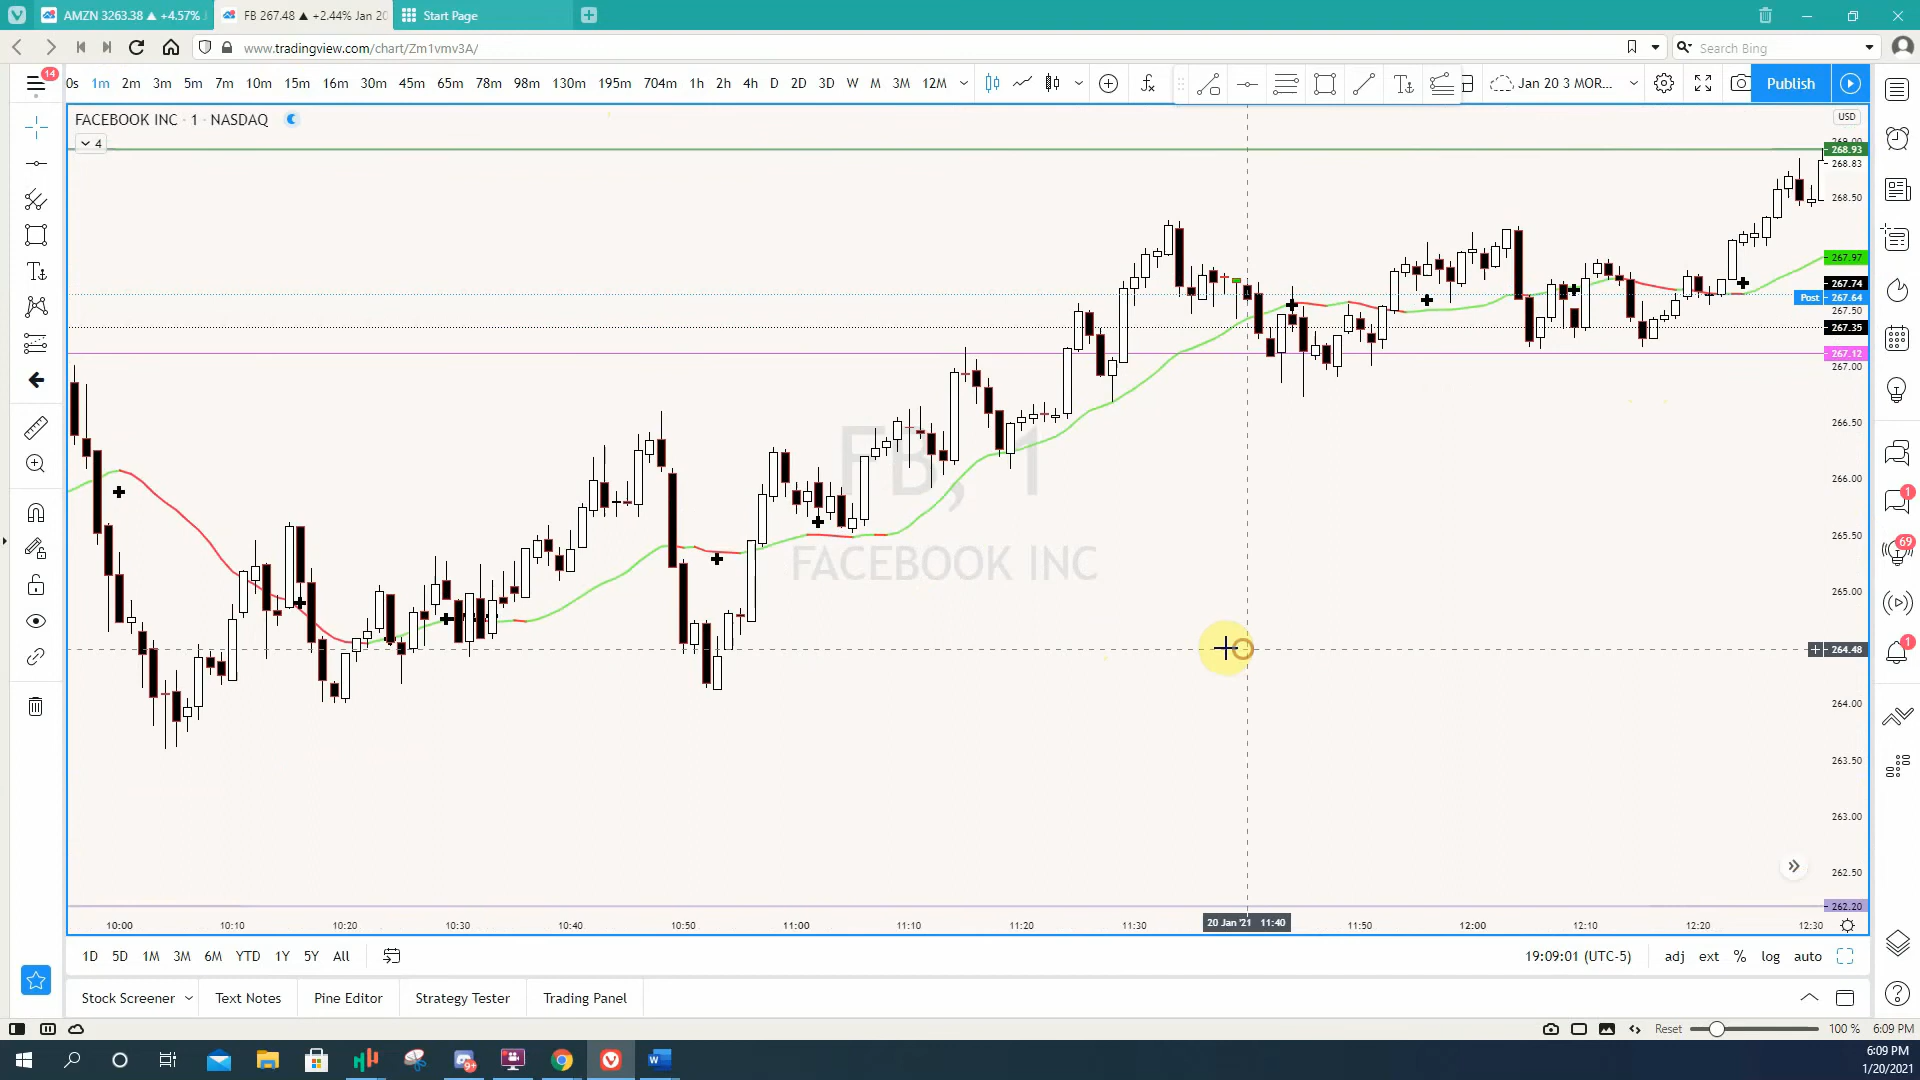 AMZN 3263.38 ▲ +4.57%
FB 267.48 ▲ +2.44% Jan 20
Start Page
www.tradingview.com/chart/Zm1vmv3A/
Search Bing
14
0s 1m 2m 3m 5m 7m 10m 15m 16m 30m 45m 65m 78m 98m 130m 195m 704m 1h 2h 4h D 2D 3D W M 3M 12M
Jan 20 3 MOR...
Publish
FACEBOOK INC · 1 · NASDAQ
4
USD
269.00
268.93
268.83
268.50
267.97
267.74
Post 267.64
267.50
267.35
267.12
267.00
266.50
266.00
265.50
265.00
264.48
264.00
263.50
263.00
262.50
262.20
FB, 1
FACEBOOK INC
1
69
1
10:00 10:10 10:20 10:30 10:40 10:50 11:00 11:10 11:20 11:30 20 Jan '21 11:40 11:50 12:00 12:10 12:20 12:30
1D 5D 1M 3M 6M YTD 1Y 5Y All
19:09:01 (UTC-5)
adj ext % log auto
Stock Screener Text Notes Pine Editor Strategy Tester Trading Panel
Reset 100 % 6:09 PM
9+
6:09 PM
1/20/2021